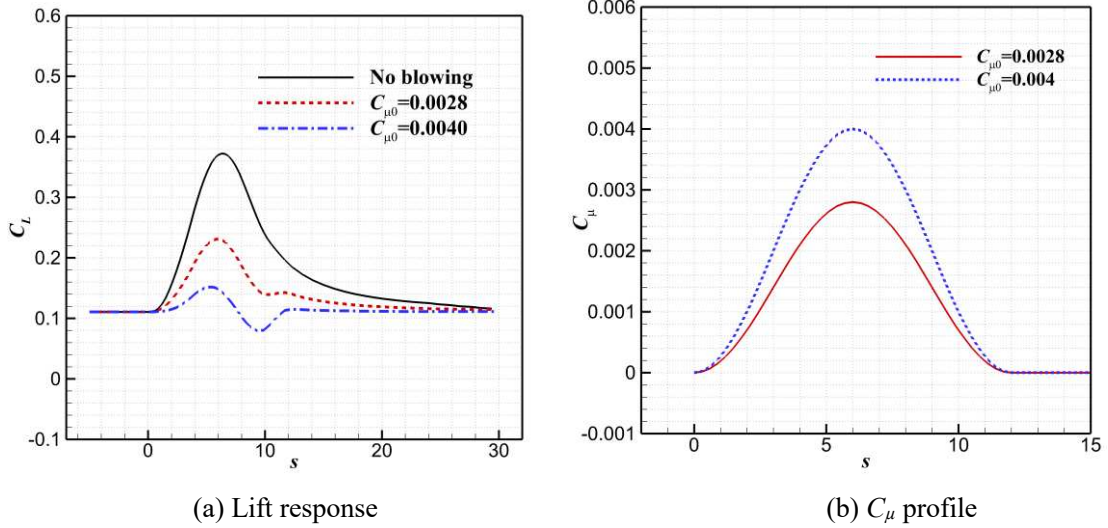 0.6
0.5
0.4
0.3
0.2
0.1
0
-0.1
C_L
0
10
20
30
s
No blowing
C_μ0=0.0028
C_μ0=0.0040
(a) Lift response
0.006
0.005
0.004
0.003
0.002
0.001
0
-0.001
C_μ
0
5
10
15
s
C_μ0=0.0028
C_μ0=0.004
(b) C_μ profile